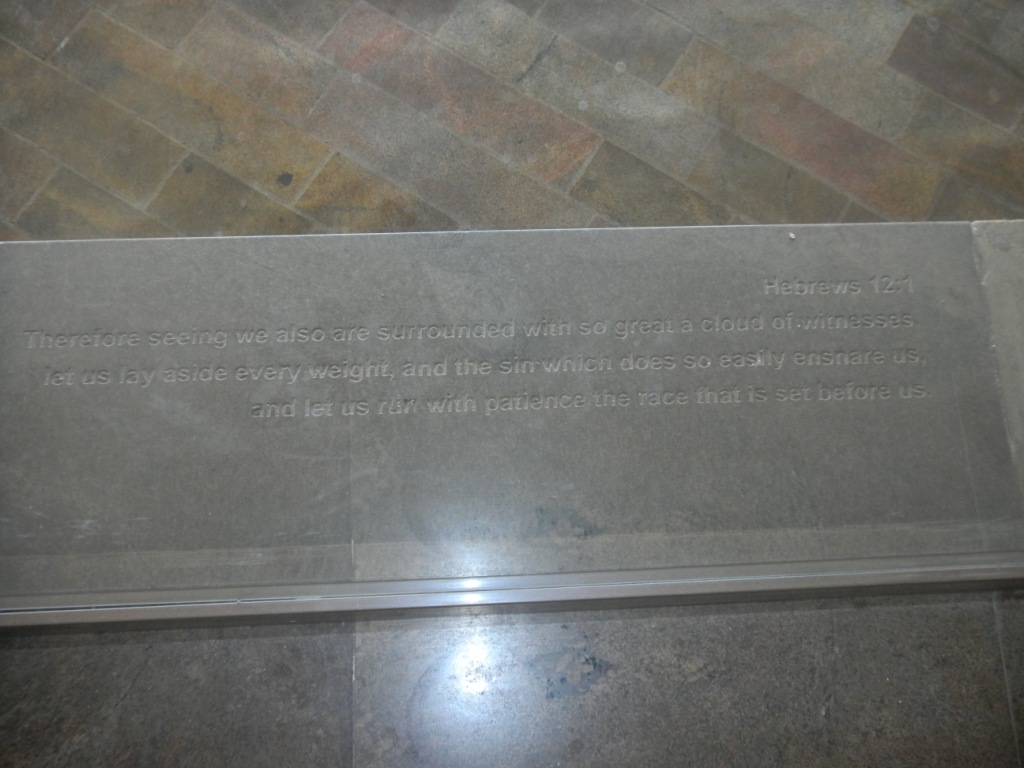 Hebrews 12:1
Therefore seeing we also are surrounded with so great a cloud of witnesses,
let us lay aside every weight, and the sin which does so easily ensnare us,
and let us run with patience the race that is set before us.